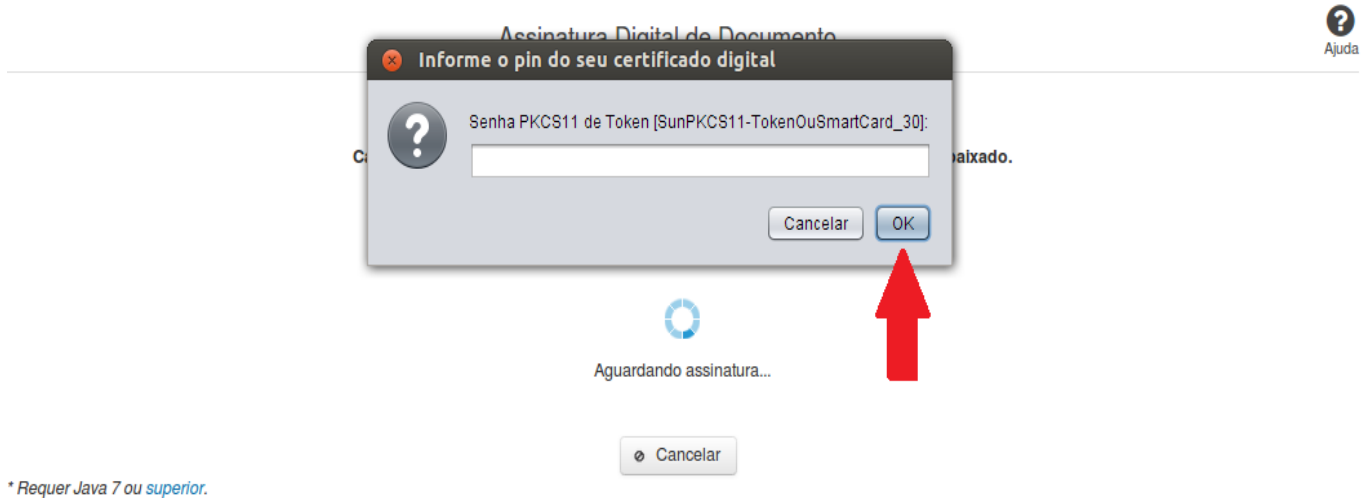 Assinatura Digital de Documento
Ajuda
Informe o pin do seu certificado digital
Senha PKCS11 de Token [SunPKCS11-TokenOuSmartCard_30]:
baixado.
Cancelar
OK
Aguardando assinatura...
Cancelar
* Requer Java 7 ou superior.